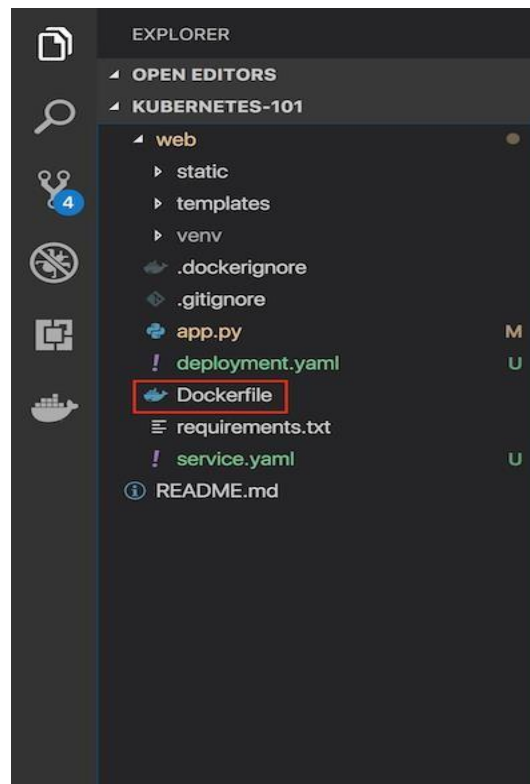 EXPLORER
OPEN EDITORS
KUBERNETES-101
web
static
templates
4
venv
.dockerignore
.gitignore
app.py M
deployment.yaml U
Dockerfile
requirements.txt
service.yaml U
README.md